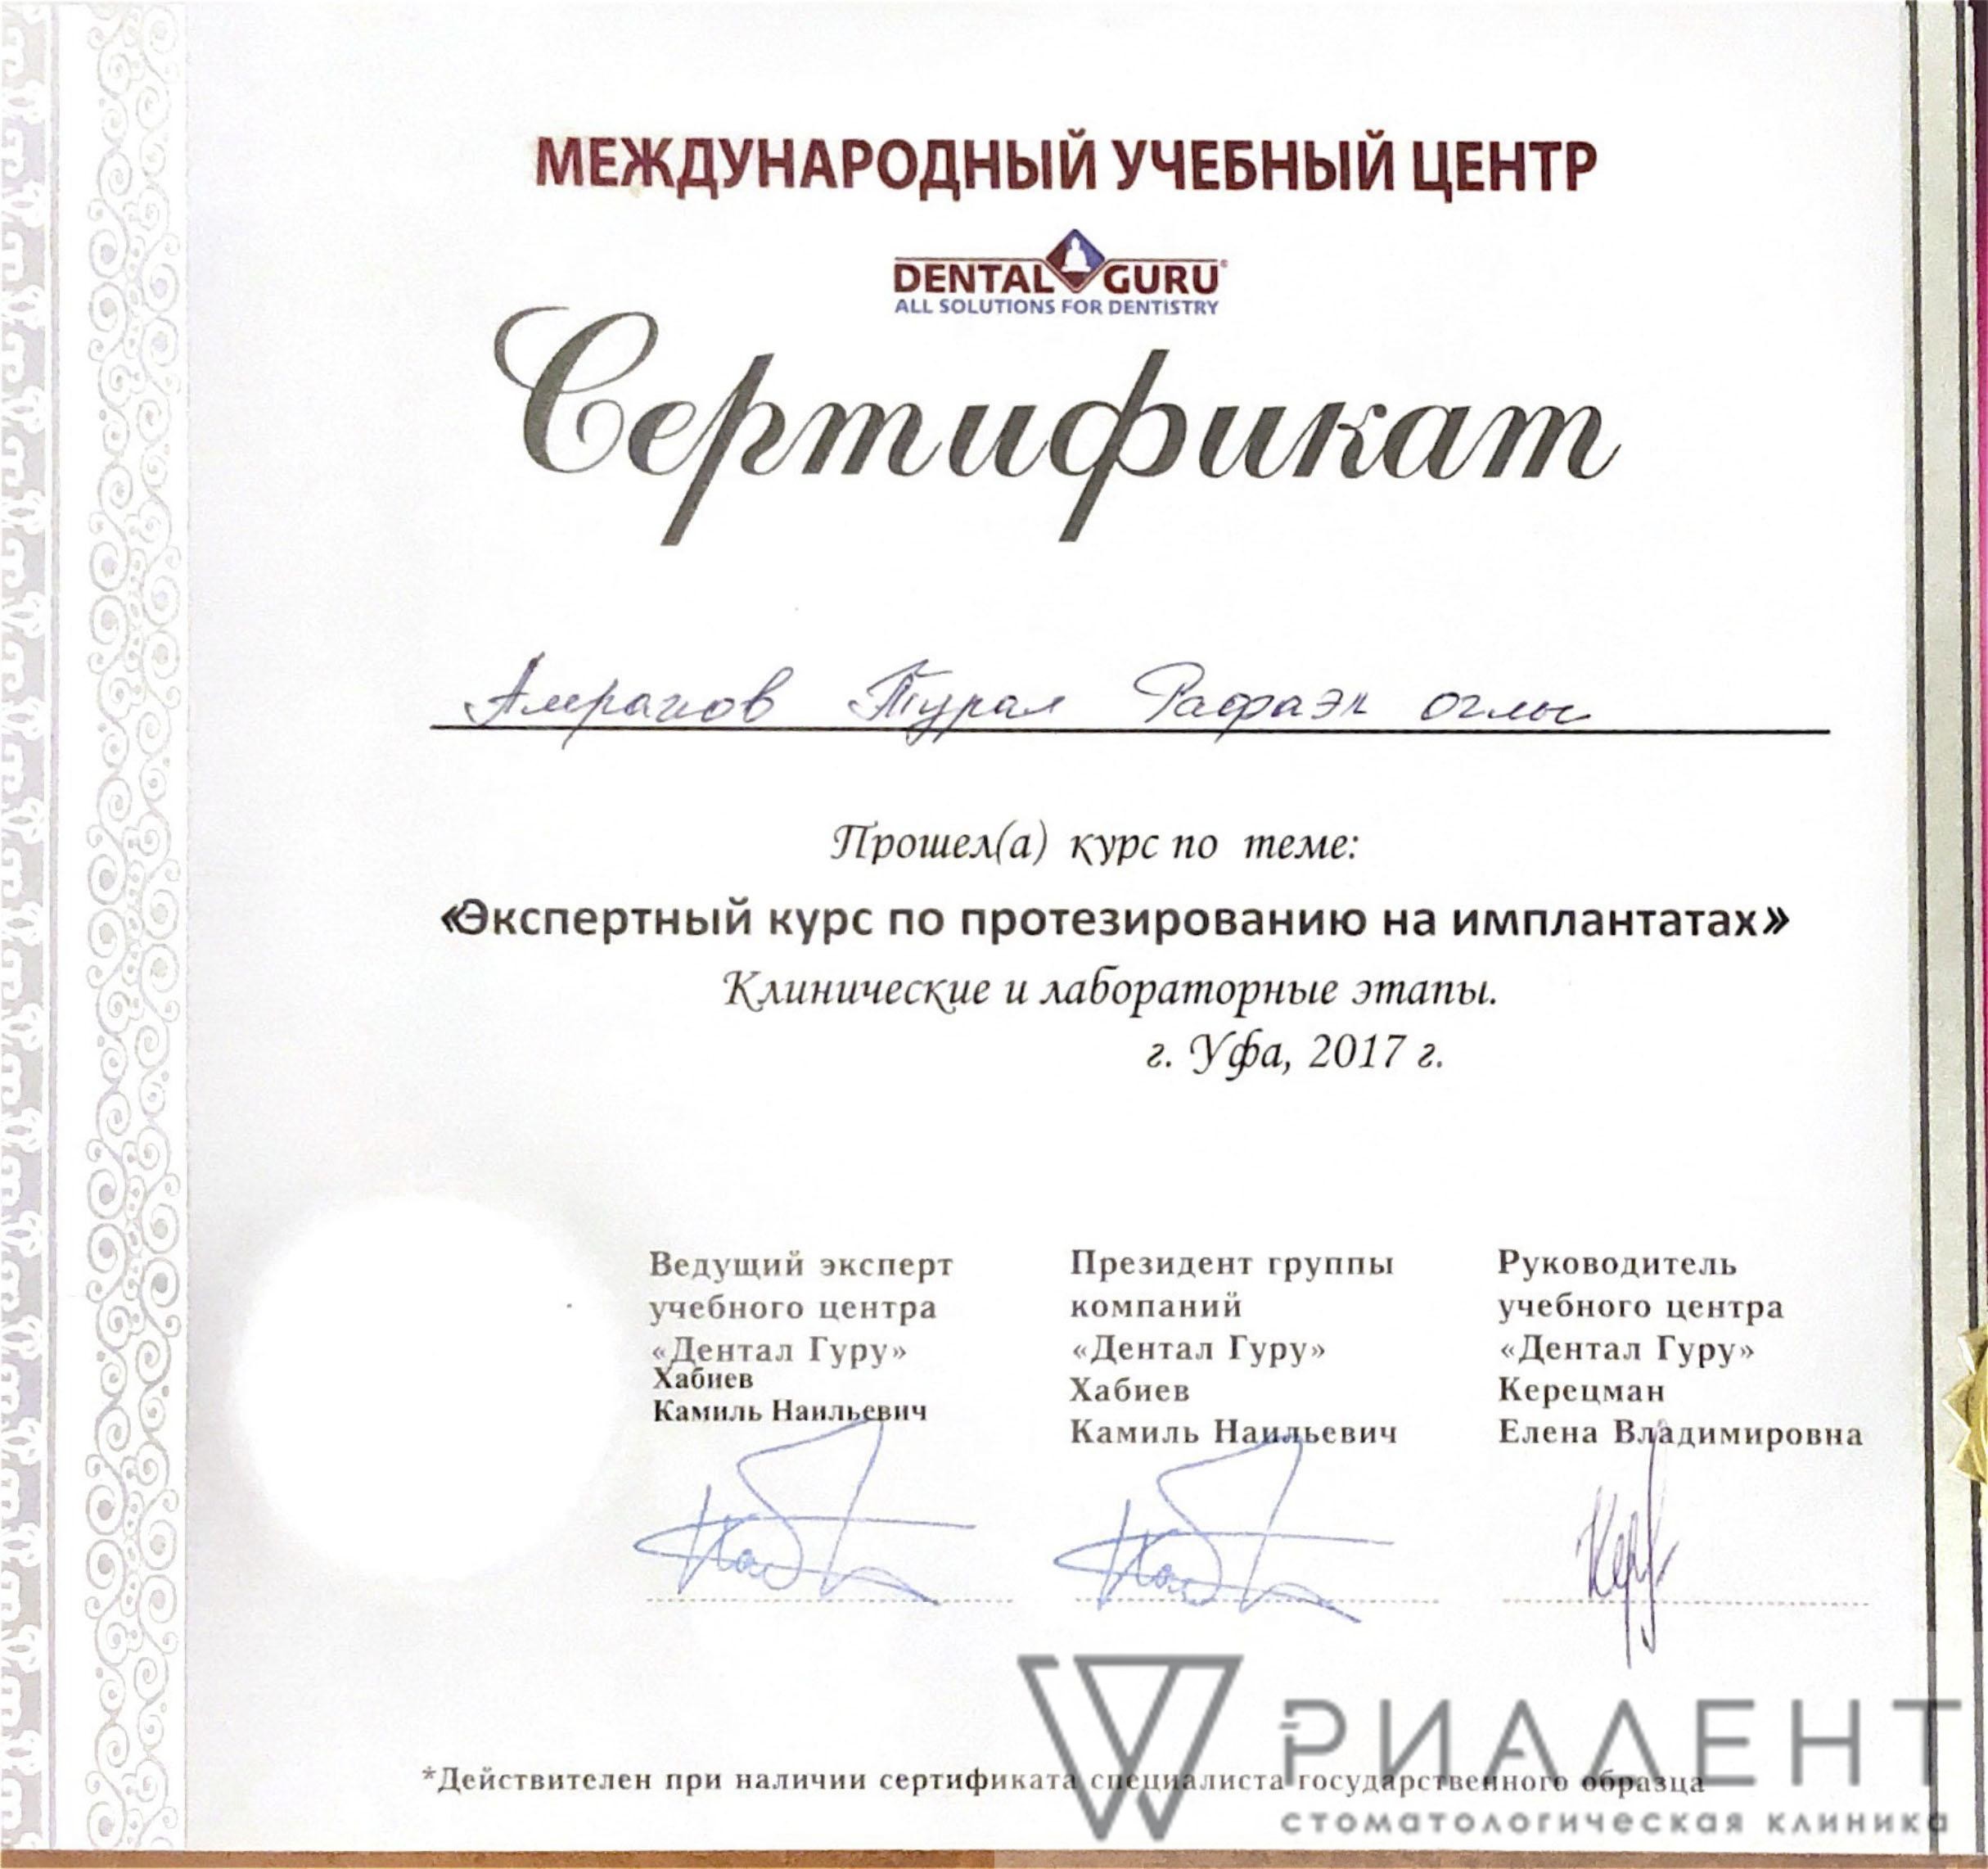 МЕЖДУНАРОДНЫЙ УЧЕБНЫЙ ЦЕНТР
DENTAL GURU®
ALL SOLUTIONS FOR DENTISTRY
Сертификат
Амрахов Турал Рафаэл оглы
Прошел(а) курс по теме:
«Экспертный курс по протезированию на имплантатах»
Клинические и лабораторные этапы.
г. Уфа, 2017 г.
Ведущий эксперт
учебного центра
«Дентал Гуру»
Хабиев
Камиль Наильевич
Президент группы
компаний
«Дентал Гуру»
Хабиев
Камиль Наильевич
Руководитель
учебного центра
«Дентал Гуру»
Керецман
Елена Владимировна
*Действителен при наличии сертификата специалиста государственного образца
РИАДЕНТ
стоматологическая клиника